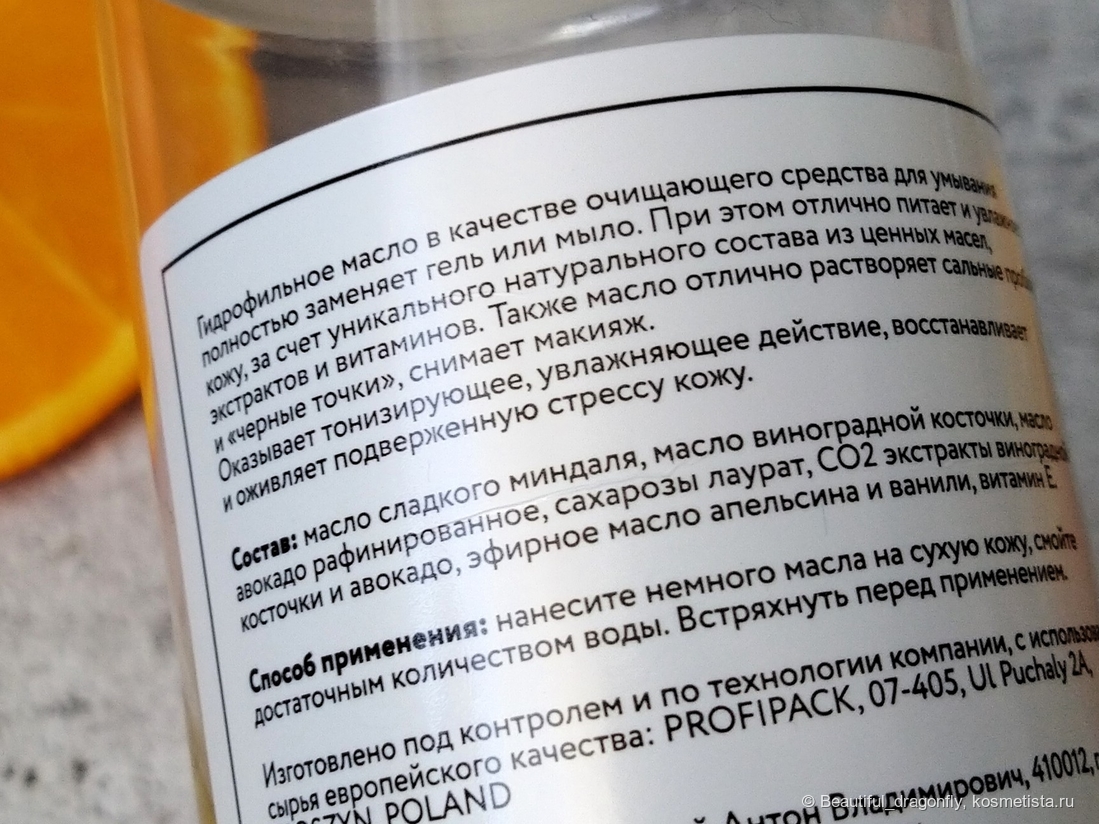 Гидрофильное масло в качестве очищающего средства для умывания
полностью заменяет гель или мыло. При этом отлично питает и
кожу, за счет уникального натурального состава из ценных масел,
экстрактов и витаминов. Также масло отлично растворяет сальные
и «черные точки», снимает макияж.
Оказывает тонизирующее, увлажняющее действие, восстанавливает
и оживляет подверженную стрессу кожу.
Состав: масло сладкого миндаля, масло виноградной косточки, масло
авокадо рафинированное, сахарозы лаурат, СО2 экстракты виноградной
косточки и авокадо, эфирное масло апельсина и ванили, витамин Е.
Способ применения: нанесите немного масла на сухую кожу, смойте
достаточным количеством воды. Встряхнуть перед применением.
Изготовлено под контролем и по технологии компании, с
сырья европейского качества: PROFIPACK, 07-405, Ul Puchaly 2A,
POLAND
Антон Владимирович, 410012,
© Beautiful_dragonfly, kosmetista.ru